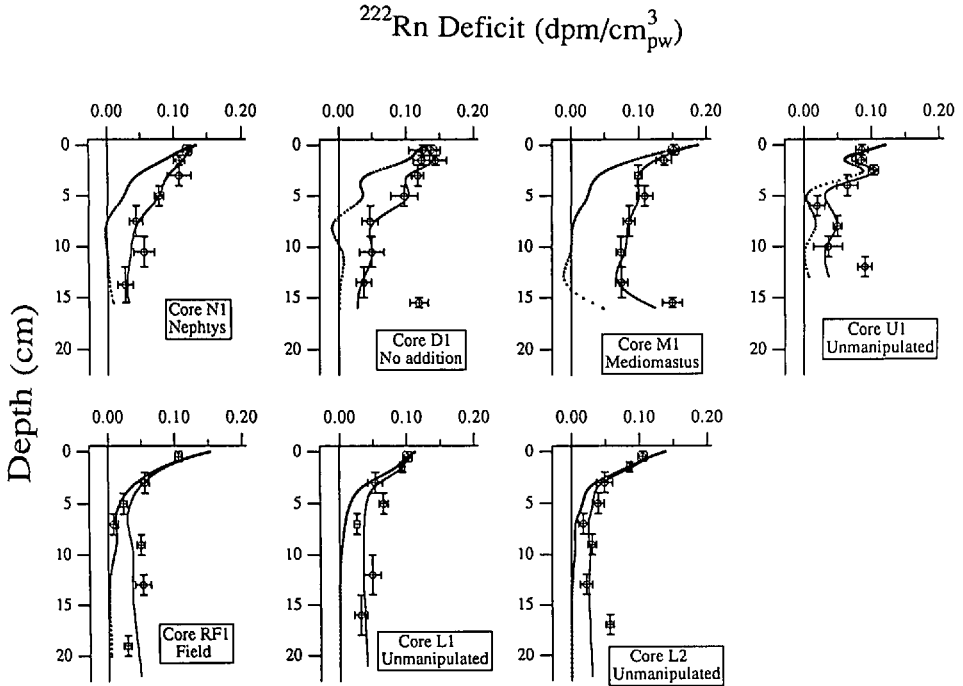 ²²²Rn Deficit (dpm/cm³pw)
0.00 0.10 0.20 0.00 0.10 0.20 0.00 0.10 0.20 0.00 0.10 0.20
0
5
10
15
20
0
5
10
15
20
0
5
10
15
20
0
5
10
15
20
Core N1
Nephtys
Core D1
No addition
Core M1
Mediomastus
Core U1
Unmanipulated
Depth (cm)
0.00 0.10 0.20 0.00 0.10 0.20 0.00 0.10 0.20
0
5
10
15
20
0
5
10
15
20
0
5
10
15
20
Core RF1
Field
Core L1
Unmanipulated
Core L2
Unmanipulated